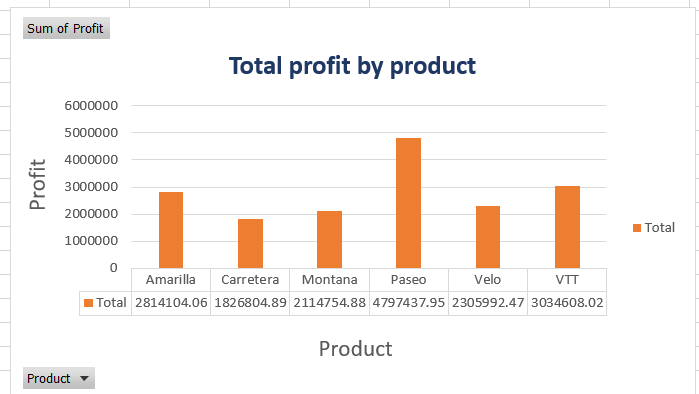 Sum of Profit
Total profit by product
Profit
6000000
5000000
4000000
3000000
2000000
1000000
0
Amarilla Carretera Montana Paseo Velo VTT
Total 2814104.06 1826804.89 2114754.88 4797437.95 2305992.47 3034608.02
Total
Product
Product